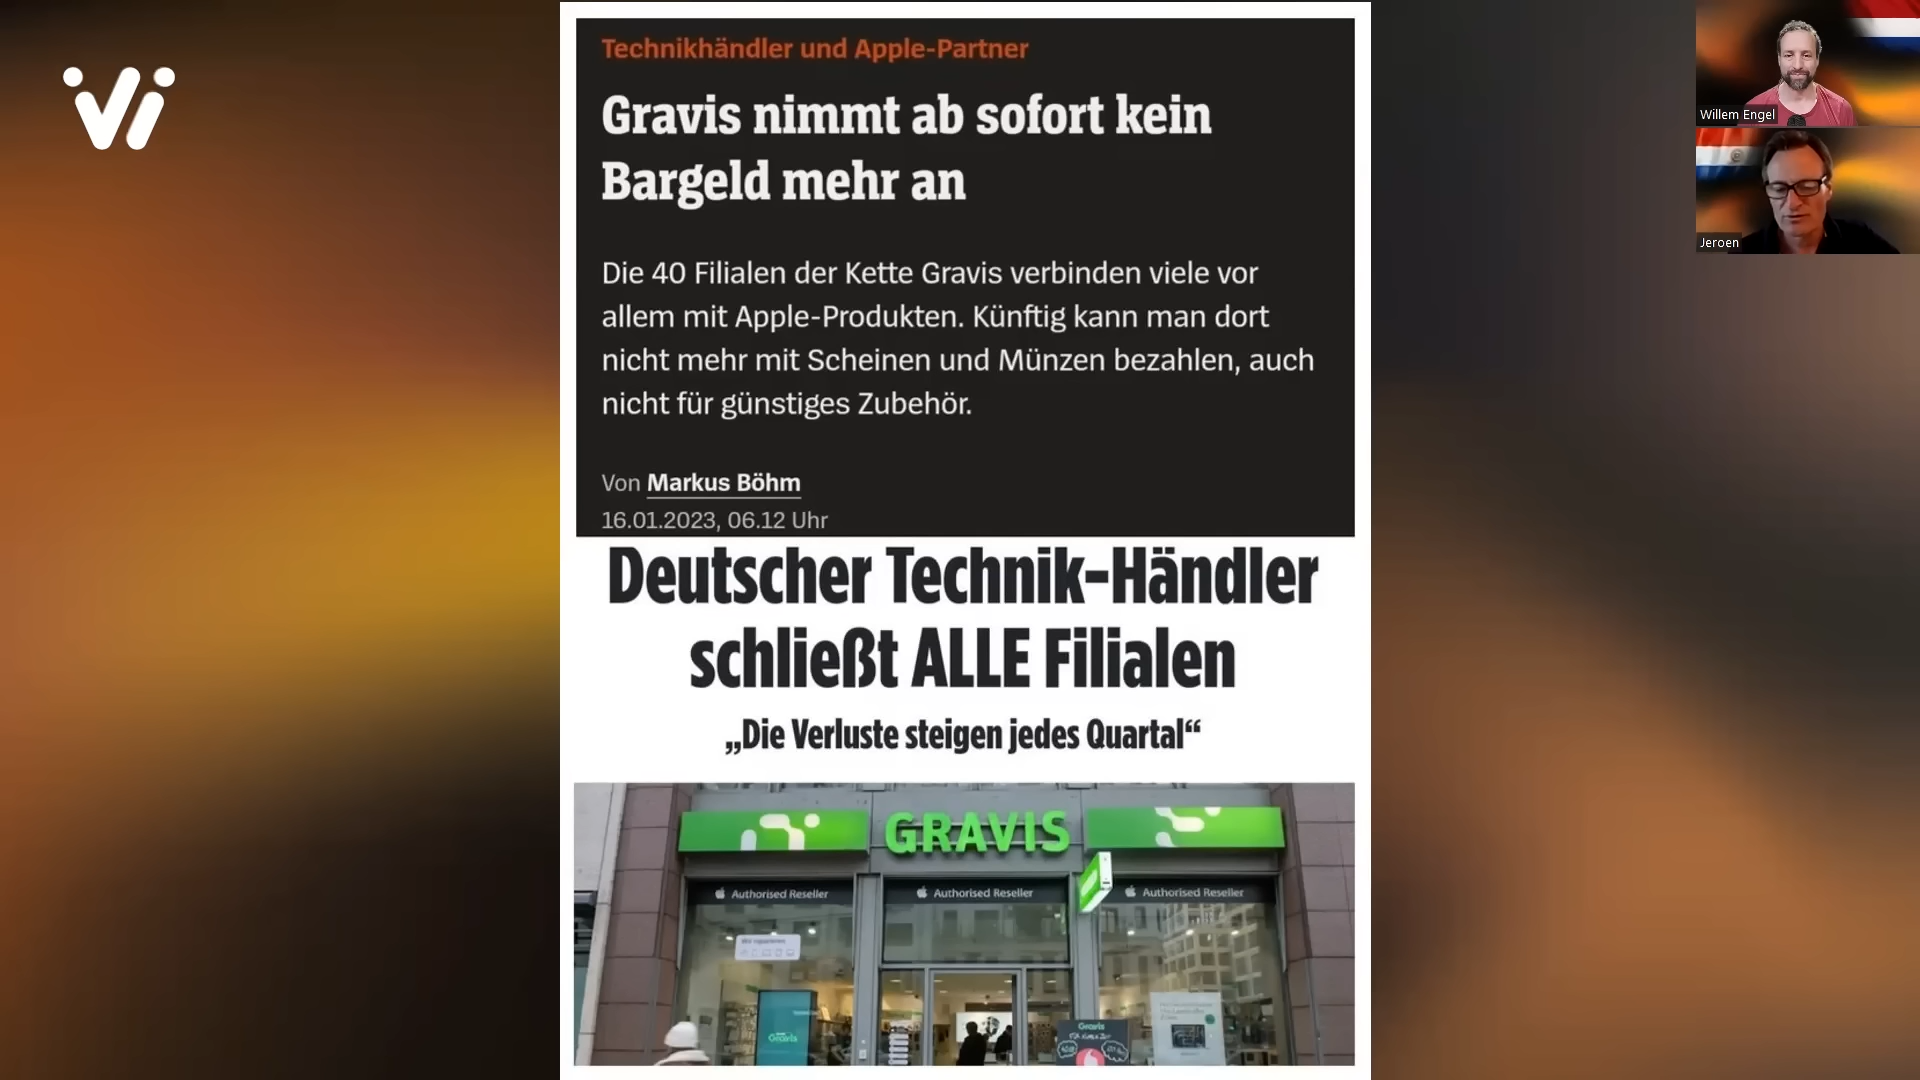 Technikhändler und Apple-Partner
Gravis nimmt ab sofort kein
Bargeld mehr an
Die 40 Filialen der Kette Gravis verbinden viele vor
allem mit Apple-Produkten. Künftig kann man dort
nicht mehr mit Scheinen und Münzen bezahlen, auch
nicht für günstiges Zubehör.
Von Markus Böhm
16.01.2023, 06.12 Uhr
Deutscher Technik-Händler
schließt ALLE Filialen
„Die Verluste steigen jedes Quartal“
GRAVIS
Authorised Reseller
Authorised Reseller
Authorised Reseller
Gravis
Gravis
Willem Engel
Jeroen